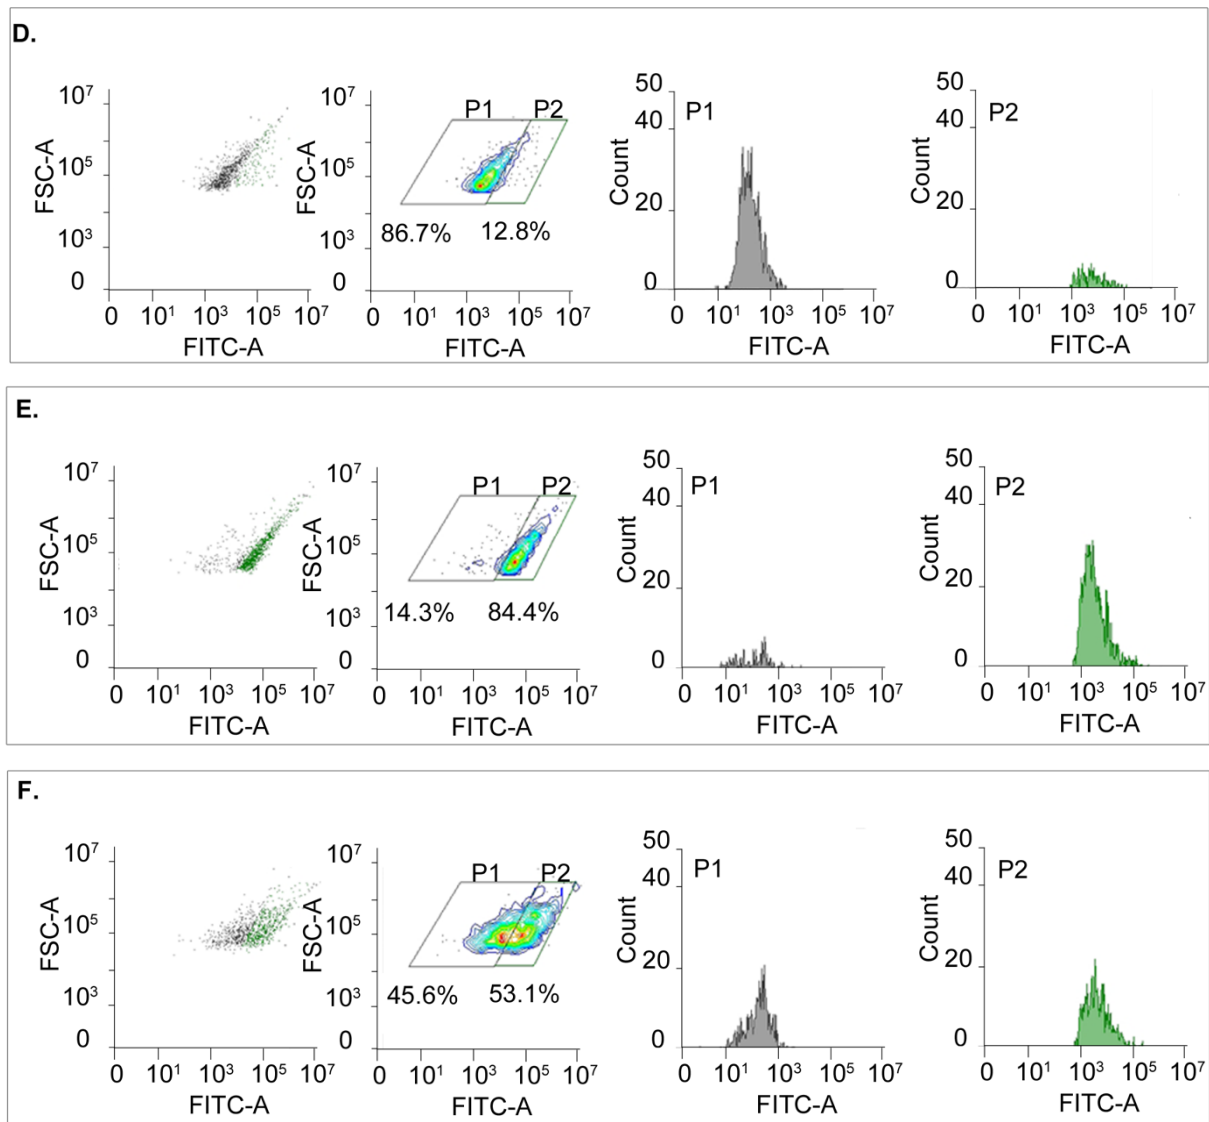 D.
10⁷
10⁵
10³
0
FSC-A
0 10¹ 10³ 10⁵ 10⁷
FITC-A
10⁷
10⁵
10³
0
FSC-A
P1 P2
86.7% 12.8%
0 10¹ 10³ 10⁵ 10⁷
FITC-A
50
40
20
0
Count
P1
0 10¹ 10³ 10⁵ 10⁷
FITC-A
50
40
20
0
Count
P2
0 10¹ 10³ 10⁵ 10⁷
FITC-A
E.
10⁷
10⁵
10³
0
FSC-A
0 10¹ 10³ 10⁵ 10⁷
FITC-A
10⁷
10⁵
10³
0
FSC-A
P1 P2
14.3% 84.4%
0 10¹ 10³ 10⁵ 10⁷
FITC-A
50
40
20
0
Count
P1
0 10¹ 10³ 10⁵ 10⁷
FITC-A
50
40
20
0
Count
P2
0 10¹ 10³ 10⁵ 10⁷
FITC-A
F.
10⁷
10⁵
10³
0
FSC-A
0 10¹ 10³ 10⁵ 10⁷
FITC-A
10⁷
10⁵
10³
0
FSC-A
P1 P2
45.6% 53.1%
0 10¹ 10³ 10⁵ 10⁷
FITC-A
50
40
20
0
Count
P1
0 10¹ 10³ 10⁵ 10⁷
FITC-A
50
40
20
0
Count
P2
0 10¹ 10³ 10⁵ 10⁷
FITC-A